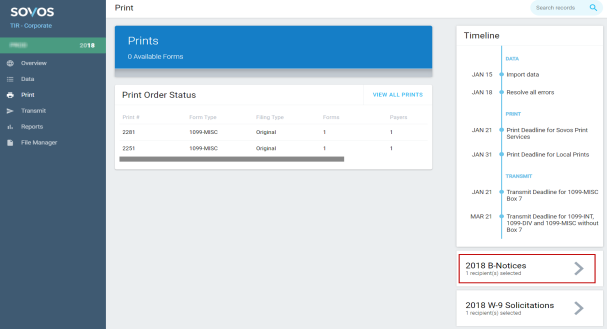 SOVOS
TIR - Corporate
2018
Overview
Data
Print
Transmit
Reports
File Manager
Print
Search records
Prints
0 Available Forms
Print Order Status
VIEW ALL PRINTS
Print #
Form Type
Filing Type
Forms
Payers
2281
1099-MISC
Original
1
1
2251
1099-MISC
Original
1
1
Timeline
DATA
JAN 15
Import data
JAN 18
Resolve all errors
PRINT
JAN 21
Print Deadline for Sovos Print
Services
JAN 31
Print Deadline for Local Prints
TRANSMIT
JAN 21
Transmit Deadline for 1099-MISC
Box 7
MAR 21
Transmit Deadline for 1099-INT,
1099-DIV and 1099-MISC without
Box 7
2018 B-Notices
1 recipient(s) selected
2018 W-9 Solicitations
1 recipient(s) selected